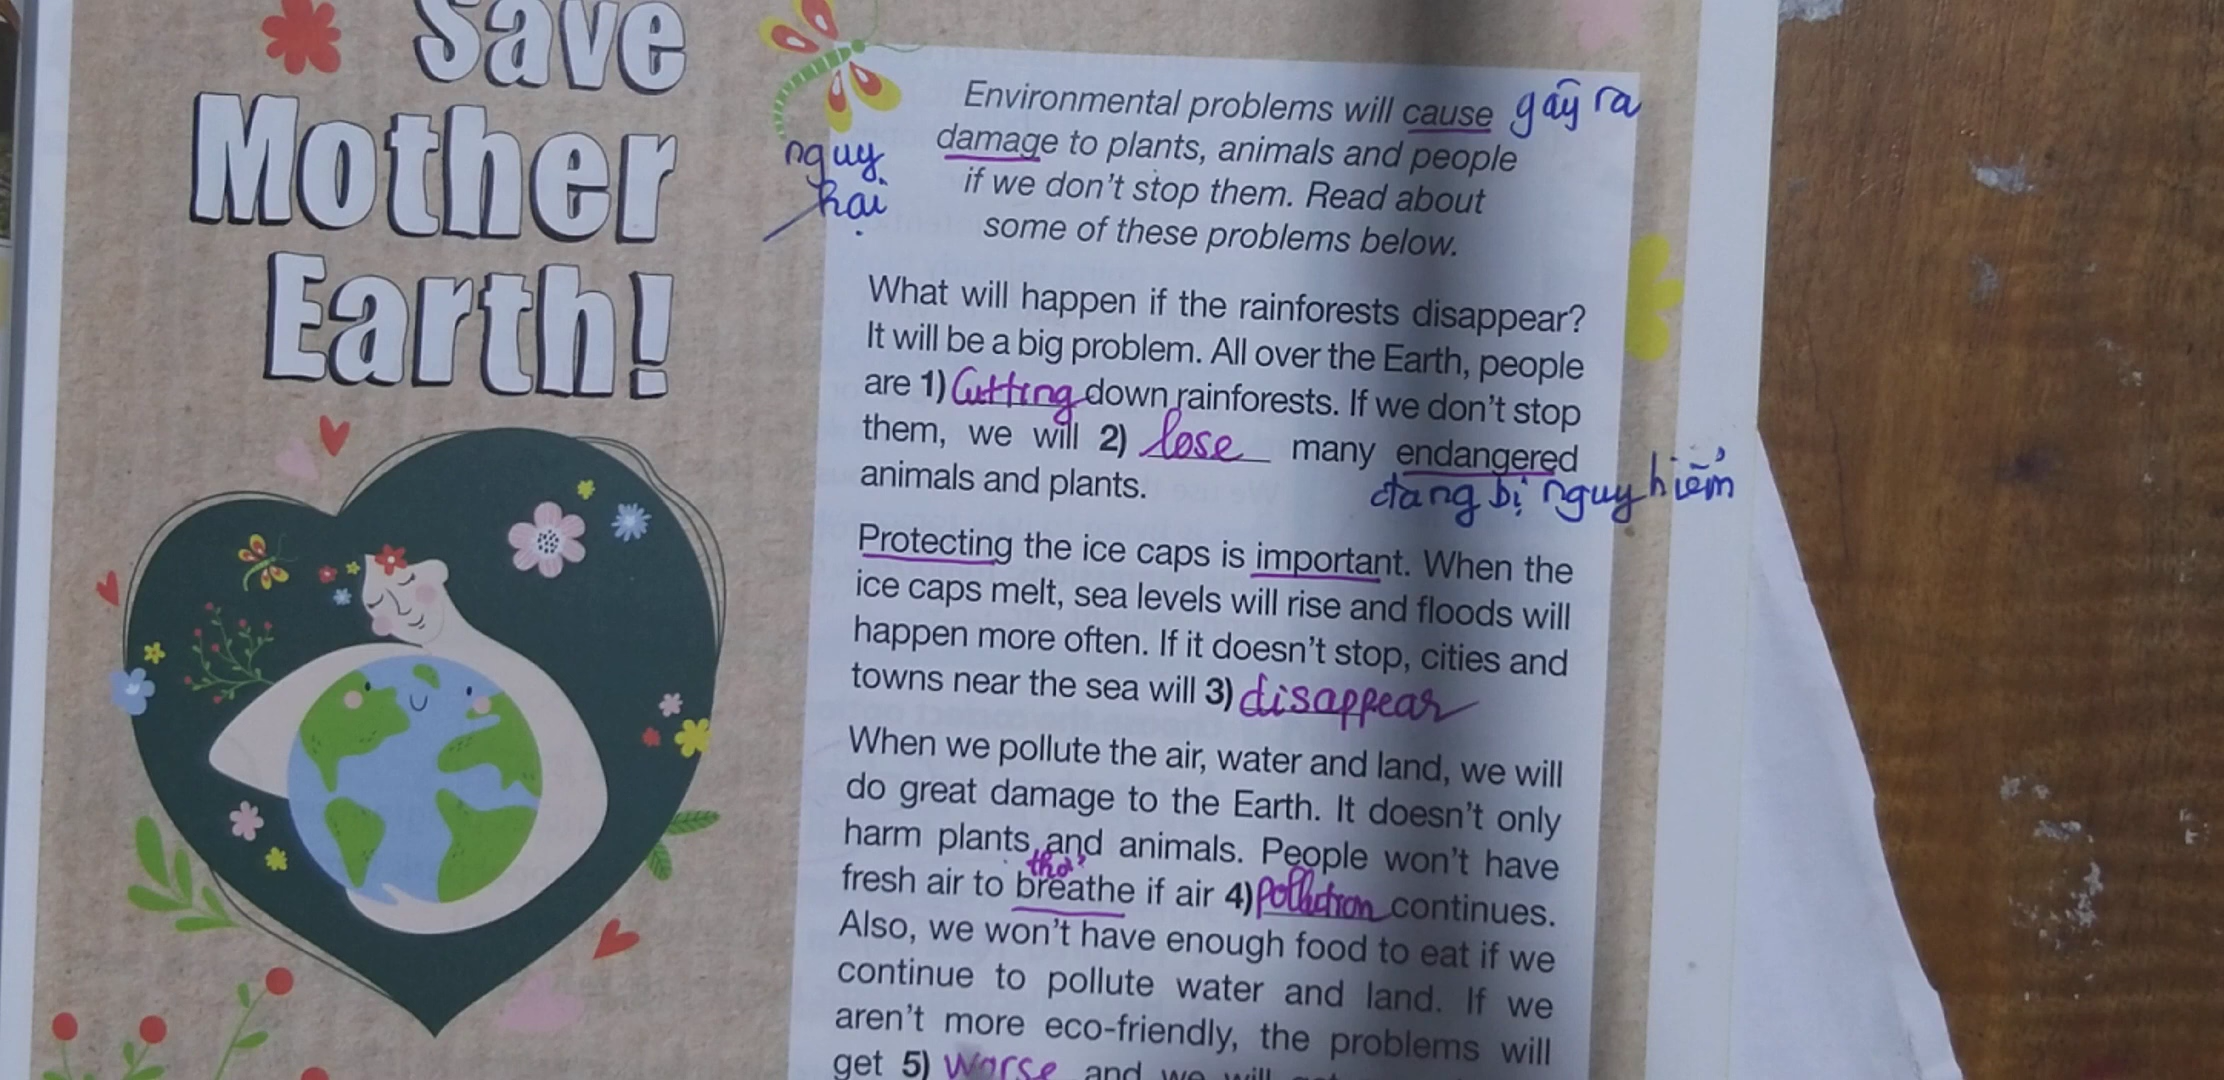 Save
Mother
Earth!
Environmental problems will cause gây ra
damage to plants, animals and people
nguy
hại
if we don't stop them. Read about
some of these problems below.
What will happen if the rainforests disappear?
It will be a big problem. All over the Earth, people
are 1) Cutting down rainforests. If we don't stop
them, we will 2) lose many endangered
đang bị nguy hiểm
animals and plants.
Protecting the ice caps is important. When the
ice caps melt, sea levels will rise and floods will
happen more often. If it doesn't stop, cities and
towns near the sea will 3) disappear
When we pollute the air, water and land, we will
do great damage to the Earth. It doesn't only
harm plants and animals. People won't have
thở
fresh air to breathe if air 4) pollution continues.
Also, we won't have enough food to eat if we
continue to pollute water and land. If we
aren't more eco-friendly, the problems will
get 5) worse and we will